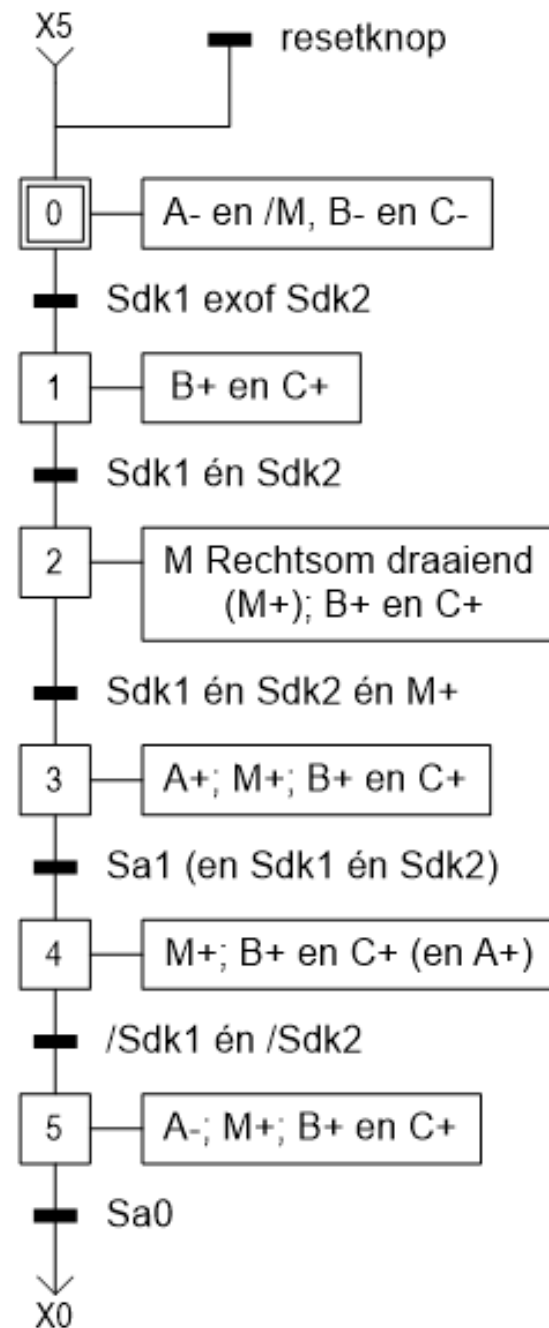 X5
resetknop
0
A- en /M, B- en C-
Sdk1 exof Sdk2
1
B+ en C+
Sdk1 én Sdk2
2
M Rechtsom draaiend
(M+); B+ en C+
Sdk1 én Sdk2 én M+
3
A+; M+; B+ en C+
Sa1 (en Sdk1 én Sdk2)
4
M+; B+ en C+ (en A+)
/Sdk1 én /Sdk2
5
A-; M+; B+ en C+
Sa0
X0